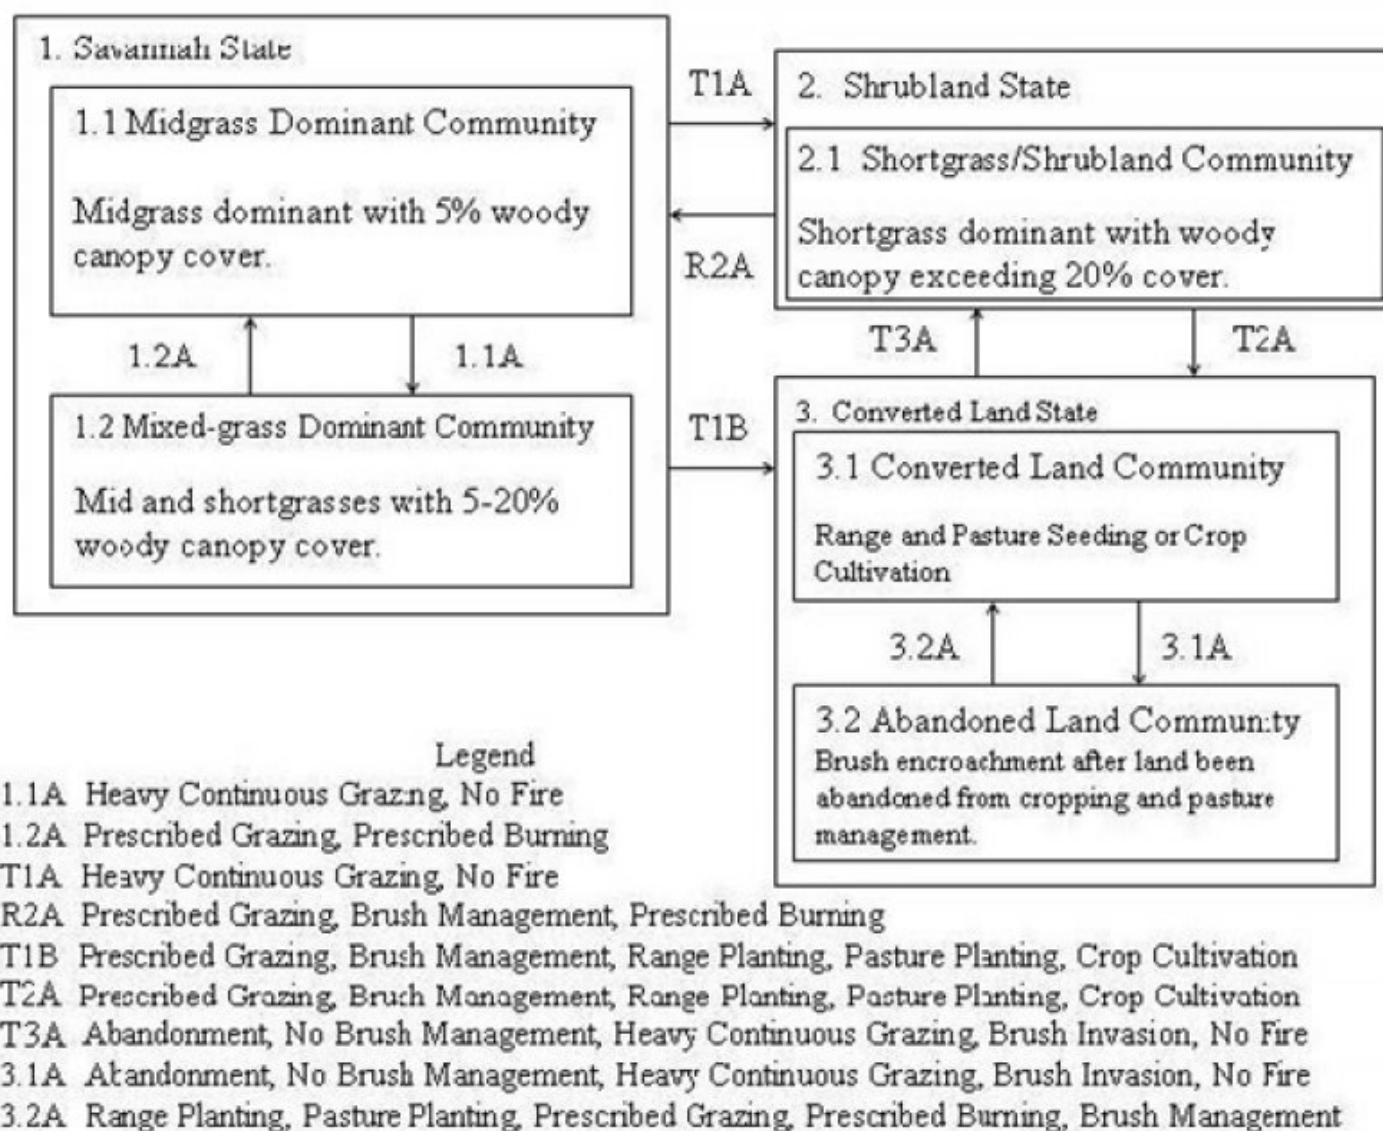 1. Savannah State
1.1 Midgrass Dominant Community
Midgrass dominant with 5% woody
canopy cover.
1.2A
1.1A
1.2 Mixed-grass Dominant Community
Mid and shortgrasses with 5-20%
woody canopy cover.
T1A
R2A
T1B
2. Shrubland State
2.1 Shortgrass/Shrubland Community
Shortgrass dominant with woody
canopy exceeding 20% cover.
T3A
T2A
3. Converted Land State
3.1 Converted Land Community
Range and Pasture Seeding or Crop
Cultivation
3.2A
3.1A
3.2 Abandoned Land Community
Brush encroachment after land been
abandoned from cropping and pasture
management.
Legend
1.1A Heavy Continuous Grazing, No Fire
1.2A Prescribed Grazing, Prescribed Burning
T1A Heavy Continuous Grazing, No Fire
R2A Prescribed Grazing, Brush Management, Prescribed Burning
T1B Prescribed Grazing, Brush Management, Range Planting, Pasture Planting, Crop Cultivation
T2A Prescribed Grazing, Brush Management, Range Planting, Pasture Planting, Crop Cultivation
T3A Abandonment, No Brush Management, Heavy Continuous Grazing, Brush Invasion, No Fire
3.1A Abandonment, No Brush Management, Heavy Continuous Grazing, Brush Invasion, No Fire
3.2A Range Planting, Pasture Planting, Prescribed Grazing, Prescribed Burning, Brush Management